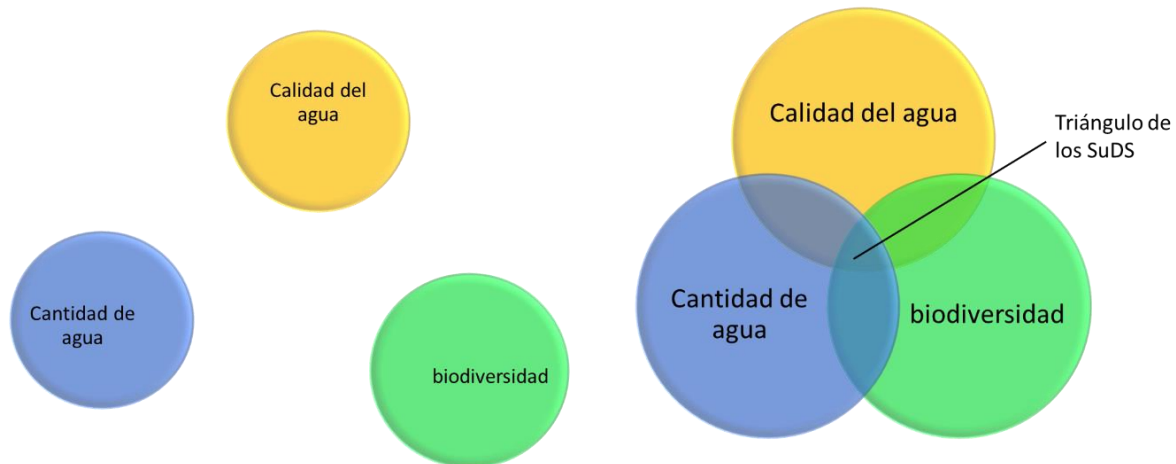 Calidad del
agua
Cantidad de
agua
biodiversidad
Calidad del agua
Triángulo de
los SuDS
Cantidad de
agua
biodiversidad